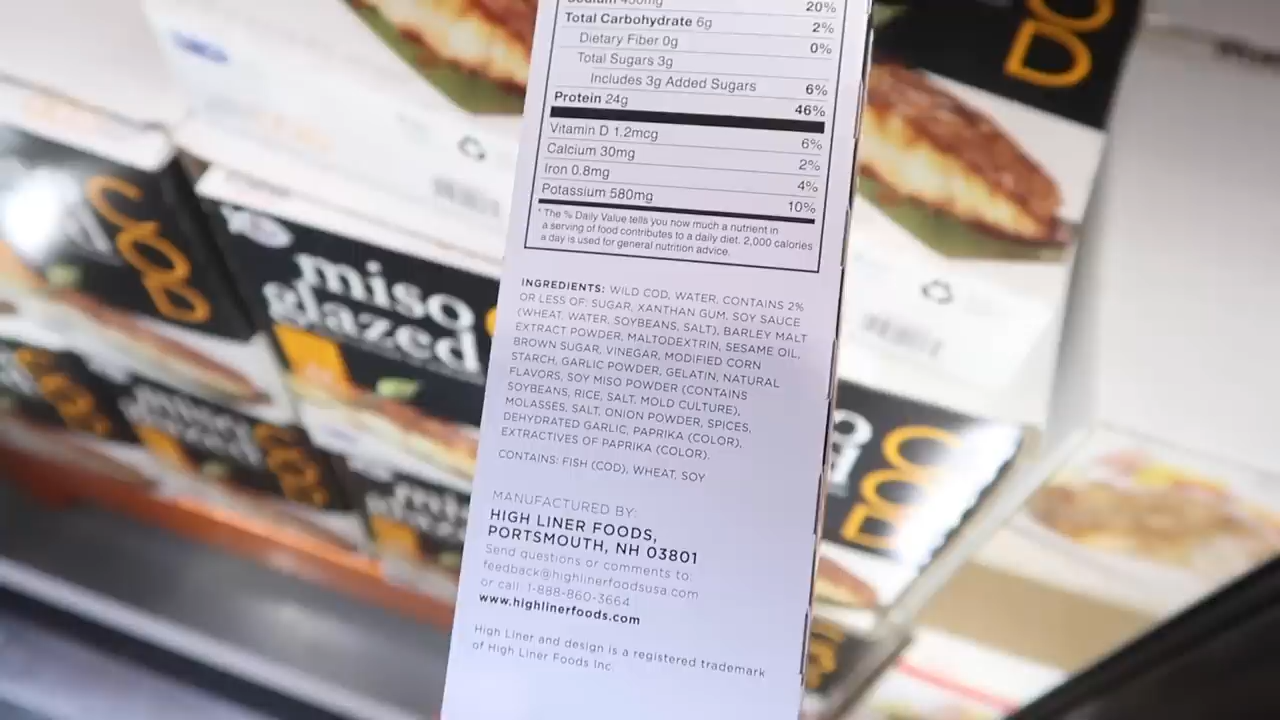 Sodium 450mg 20%
Total Carbohydrate 6g 2%
Dietary Fiber 0g 0%
Total Sugars 3g
Includes 3g Added Sugars 6%
Protein 24g 46%
Vitamin D 1.2mcg 6%
Calcium 30mg 2%
Iron 0.8mg 4%
Potassium 580mg 10%
* The % Daily Value tells you how much a nutrient in
a serving of food contributes to a daily diet. 2,000 calories
a day is used for general nutrition advice.
INGREDIENTS: WILD COD, WATER, CONTAINS 2%
OR LESS OF: SUGAR, XANTHAN GUM, SOY SAUCE
(WHEAT, WATER, SOYBEANS, SALT), BARLEY MALT
EXTRACT POWDER, MALTODEXTRIN, SESAME OIL,
BROWN SUGAR, VINEGAR, MODIFIED CORN
STARCH, GARLIC POWDER, GELATIN, NATURAL
FLAVORS, SOY MISO POWDER (CONTAINS
SOYBEANS, RICE, SALT, MOLD CULTURE),
MOLASSES, SALT, ONION POWDER, SPICES,
DEHYDRATED GARLIC, PAPRIKA (COLOR),
EXTRACTIVES OF PAPRIKA (COLOR).
CONTAINS: FISH (COD), WHEAT, SOY
MANUFACTURED BY:
HIGH LINER FOODS,
PORTSMOUTH, NH 03801
Send questions or comments to:
feedback@highlinerfoodsusa.com
or call 1-888-860-3664
www.highlinerfoods.com
High Liner and design is a registered trademark
of High Liner Foods Inc.
COD
miso
glazed
miso
glazed
COD
miso
glazed